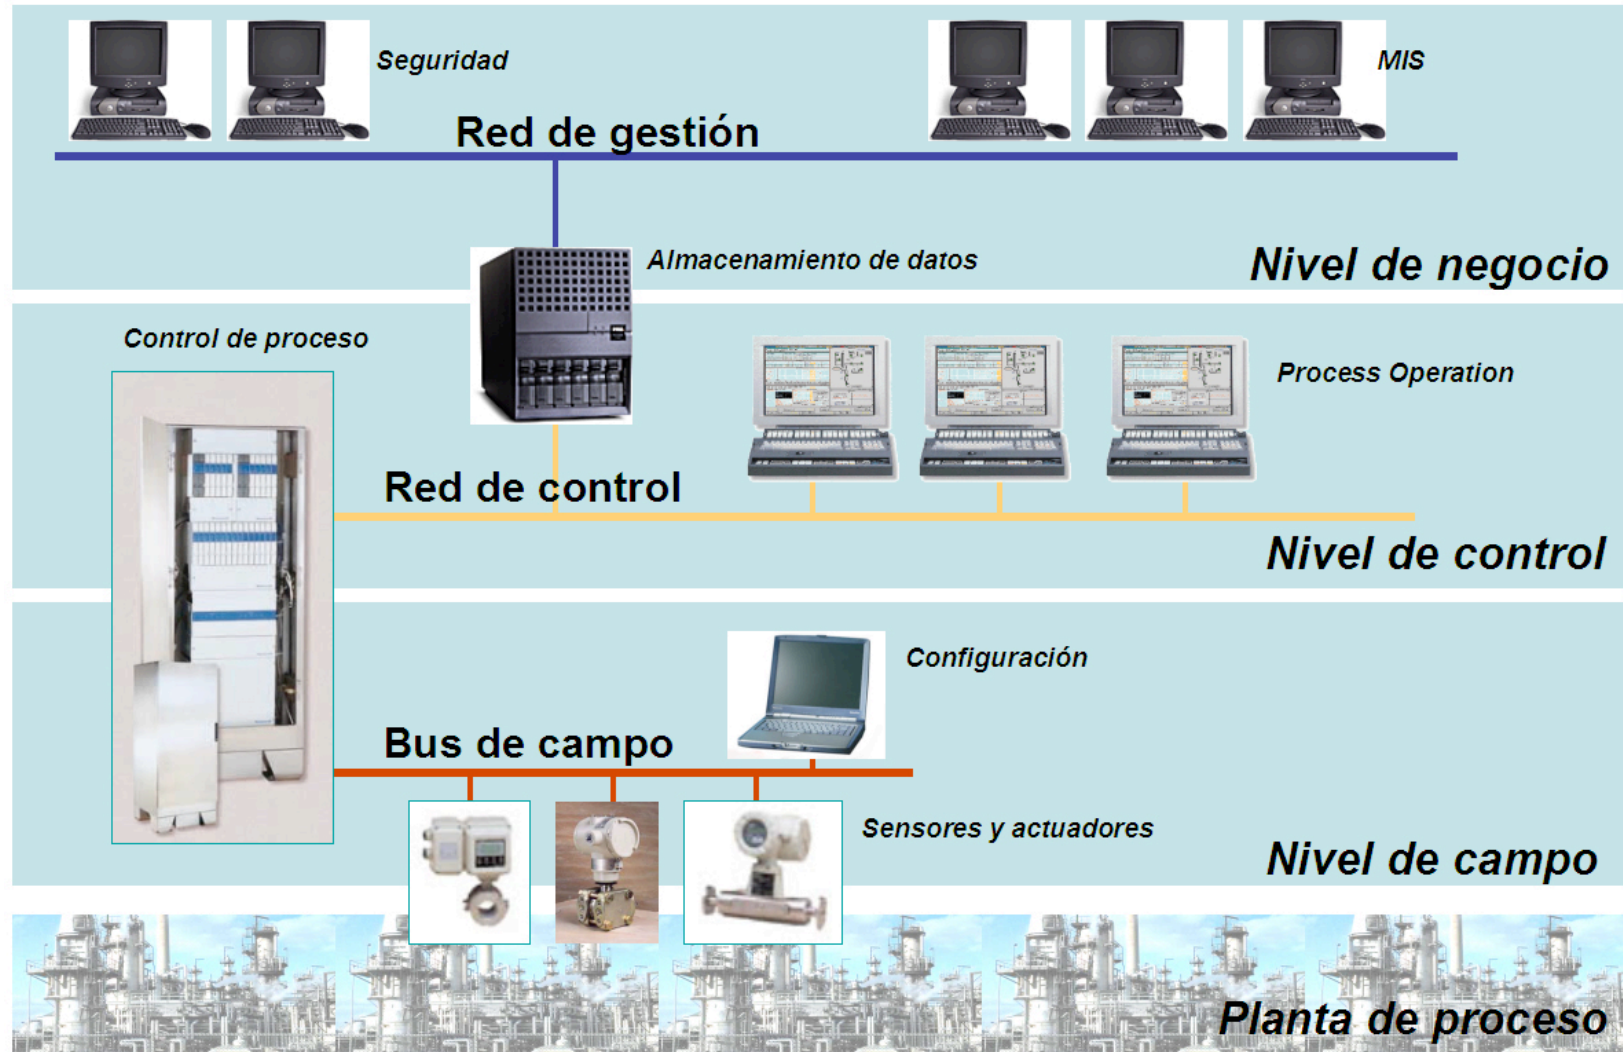 Seguridad
MIS
Red de gestión
Almacenamiento de datos
Nivel de negocio
Control de proceso
Process Operation
Red de control
Nivel de control
Configuración
Bus de campo
Sensores y actuadores
Nivel de campo
Planta de proceso